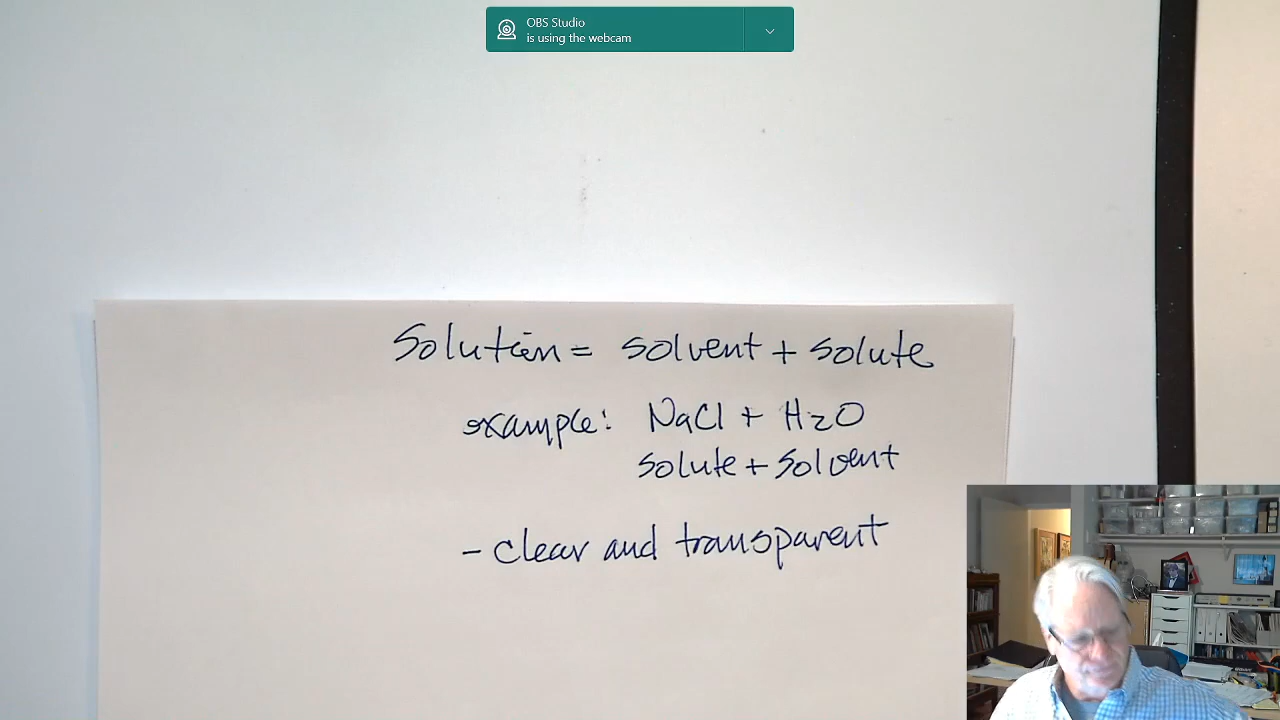 OBS Studio
is using the webcam
Solution = solvent + solute
example: NaCl + H2O
solute + solvent
- clear and transparent